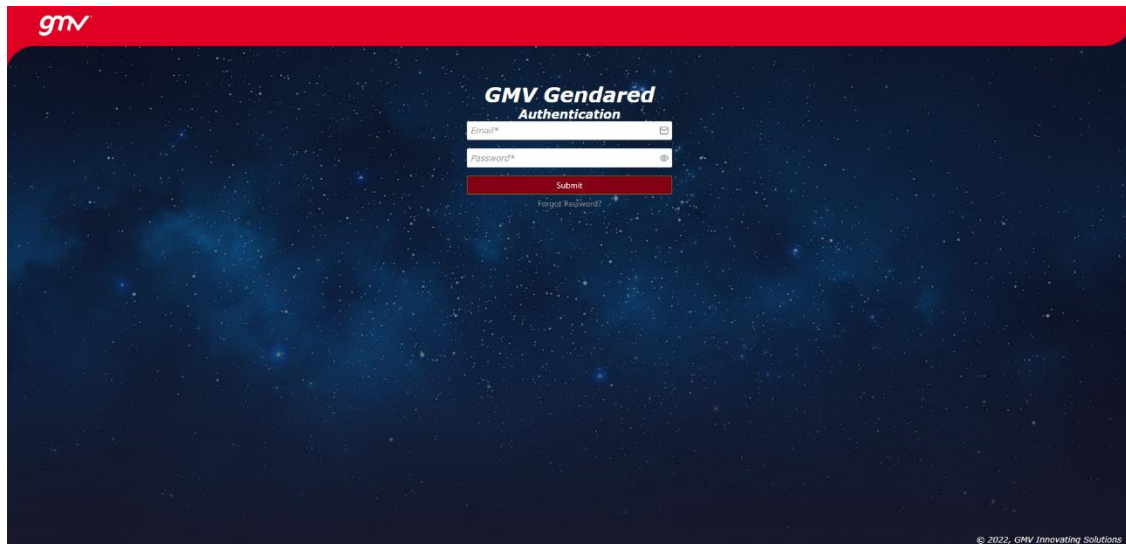 gmv
GMV Gendared
Authentication
Email*
Password*
Submit
Forgot Password?
© 2022, GMV Innovating Solutions